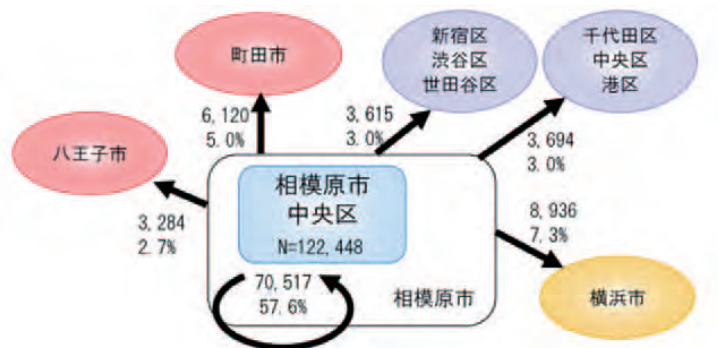 町田市
新宿区
渋谷区
世田谷区
千代田区
中央区
港区
八王子市
6,120
5.0%
3,615
3.0%
3,694
3.0%
3,284
2.7%
相模原市
中央区
N=122,448
8,936
7.3%
70,517
57.6%
相模原市
横浜市